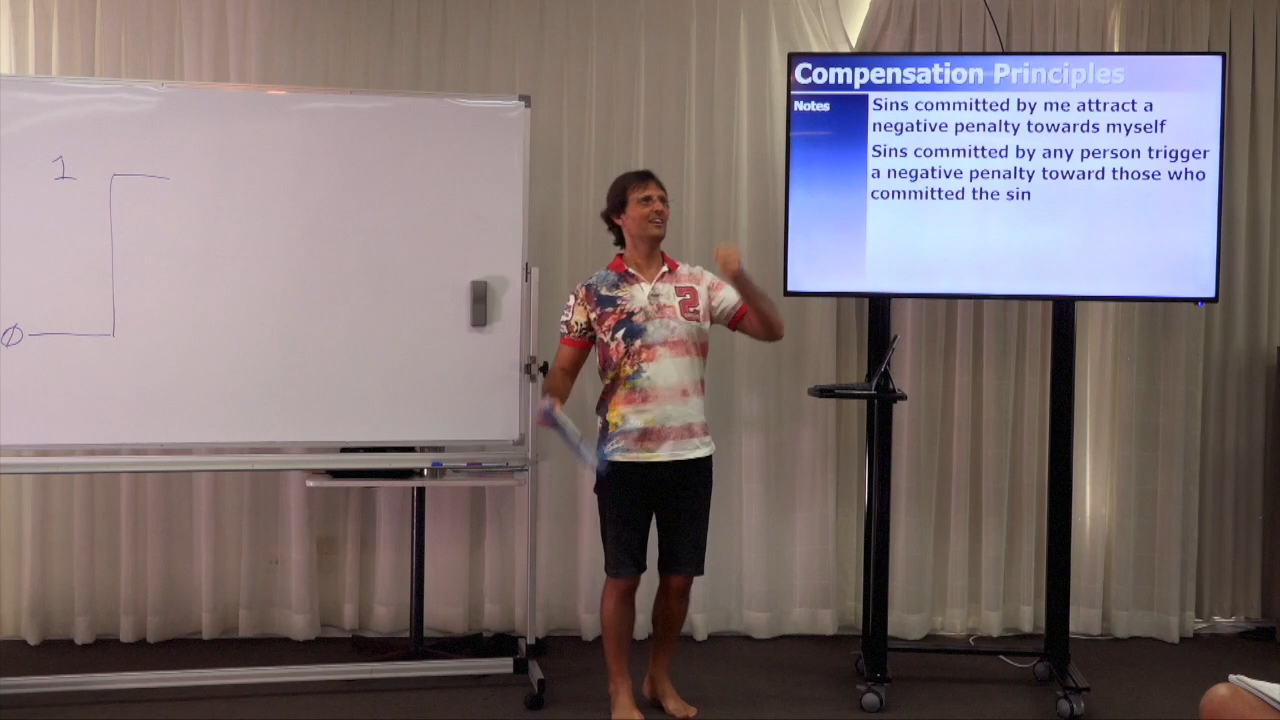 1
Ø
2
Compensation Principles
Notes
Sins committed by me attract a
negative penalty towards myself
Sins committed by any person trigger
a negative penalty toward those who
committed the sin